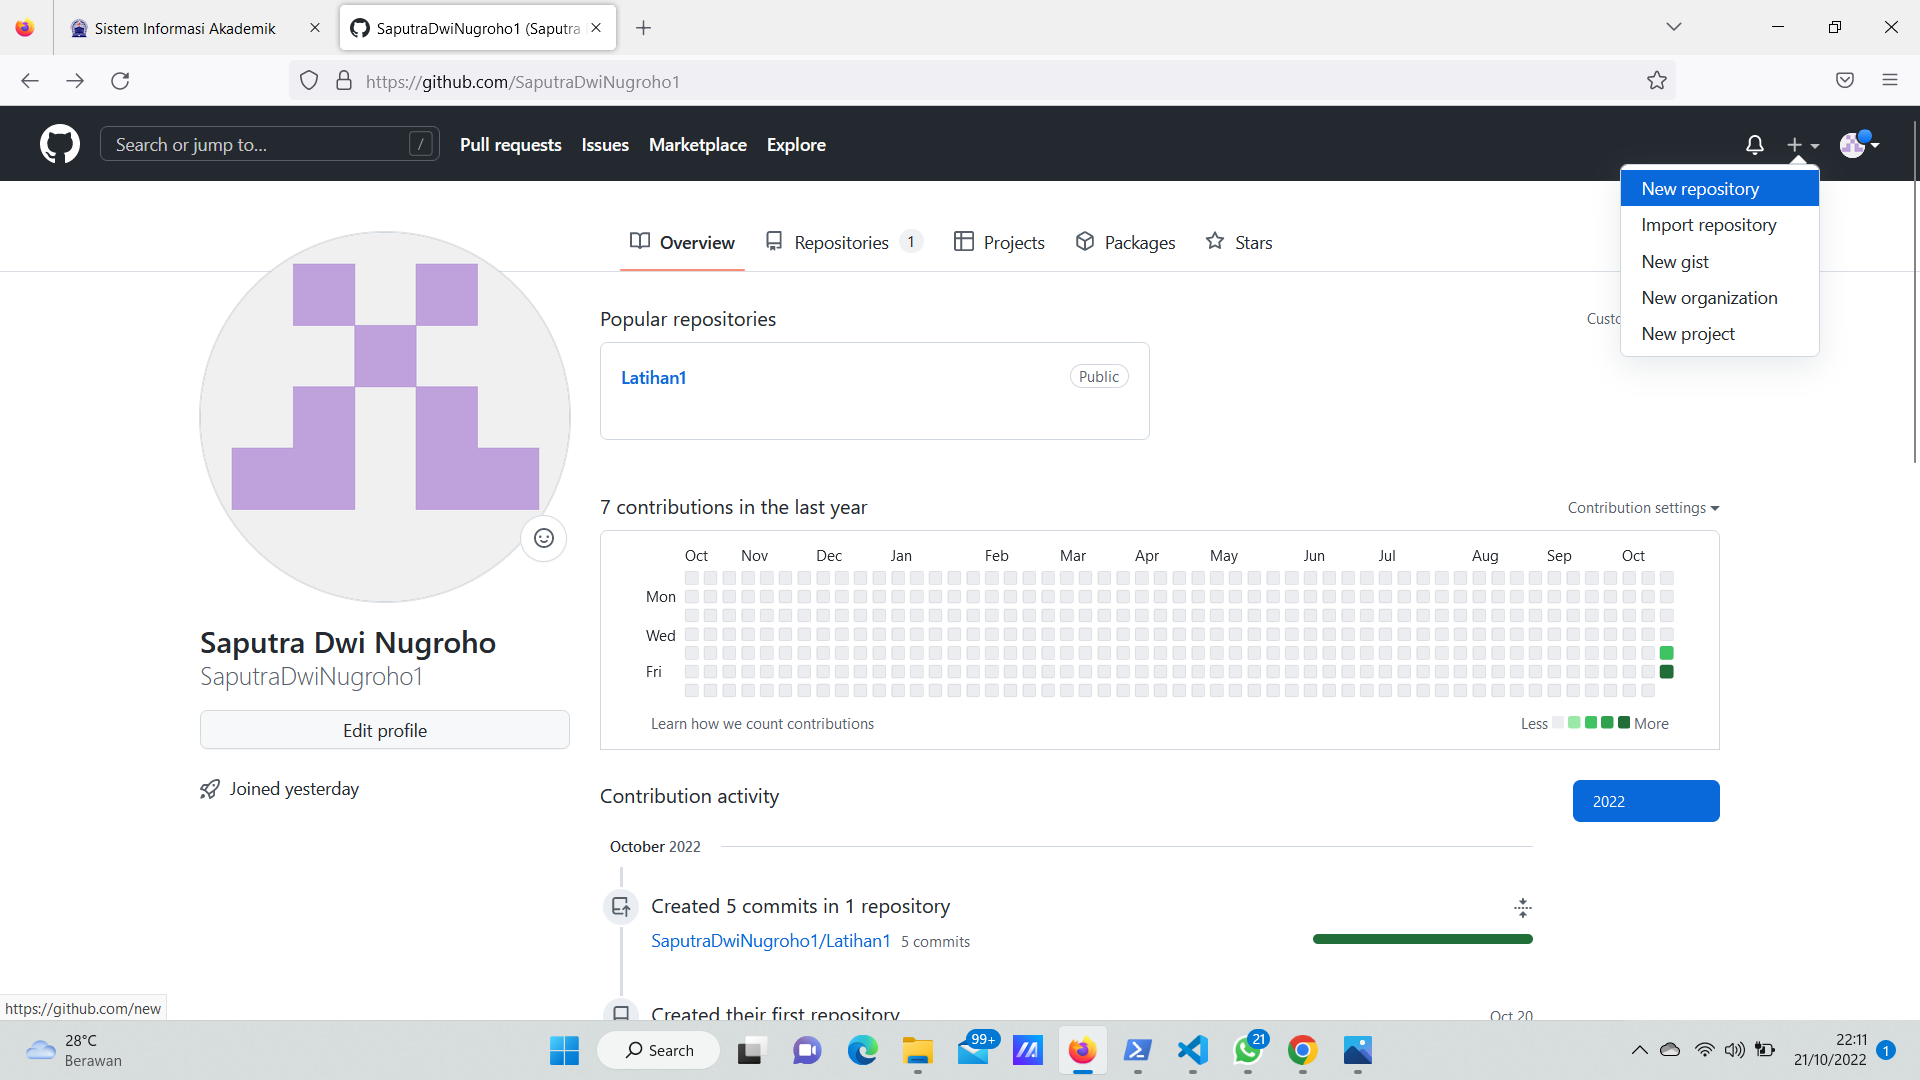 Sistem Informasi Akademik
SaputraDwiNugroho1 (Saputra
https://github.com/SaputraDwiNugroho1
Search or jump to...
/
Pull requests
Issues
Marketplace
Explore
New repository
Import repository
New gist
New organization
New project
Overview
Repositories 1
Projects
Packages
Stars
Popular repositories
Custo
Latihan1
Public
7 contributions in the last year
Contribution settings
Oct Nov Dec Jan Feb Mar Apr May Jun Jul Aug Sep Oct
Mon
Wed
Fri
Learn how we count contributions
Less
More
Saputra Dwi Nugroho
SaputraDwiNugroho1
Edit profile
Joined yesterday
Contribution activity
2022
October 2022
Created 5 commits in 1 repository
SaputraDwiNugroho1/Latihan1 5 commits
Created their first repository
Oct 20
https://github.com/new
28°C
Berawan
Search
99+
21
22:11
21/10/2022
1